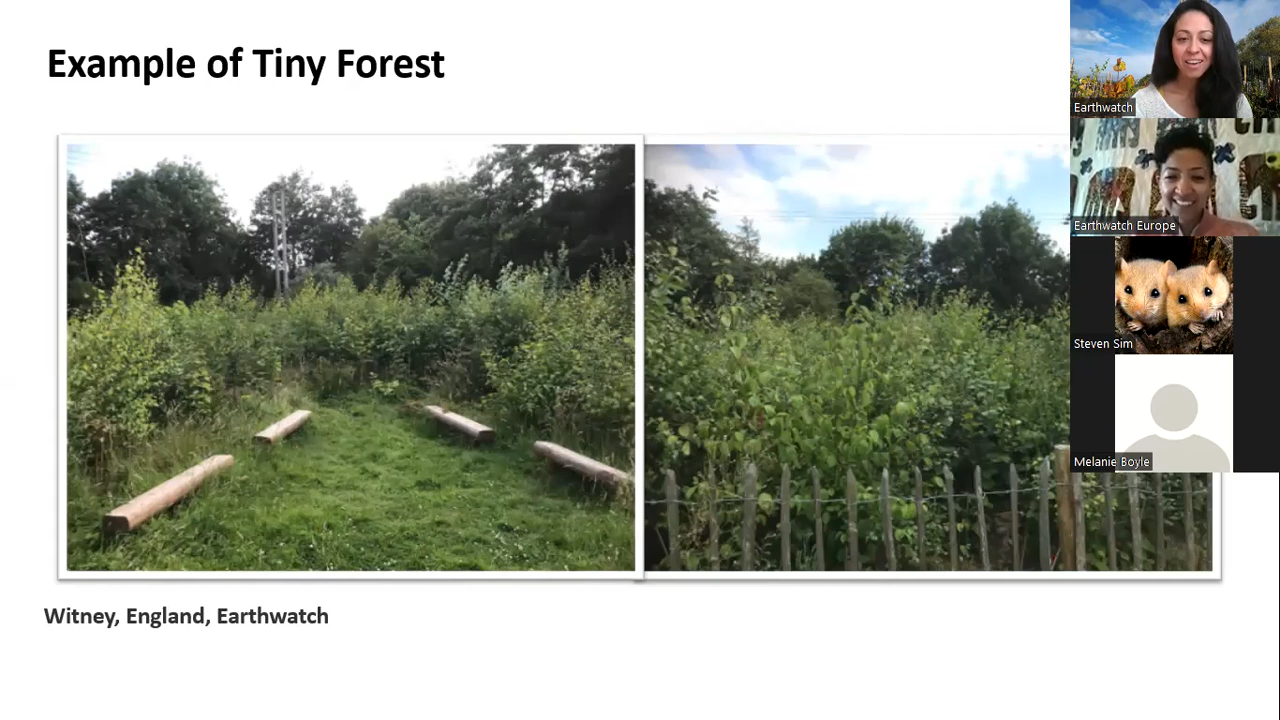 Example of Tiny Forest
Earthwatch
Earthwatch Europe
Steven Sim
Melanie Boyle
Witney, England, Earthwatch